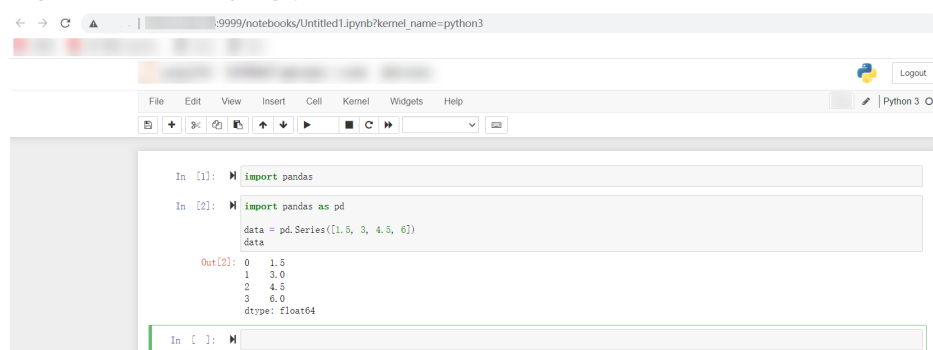 :9999/notebooks/Untitled1.ipynb?kernel_name=python3
Logout
File Edit View Insert Cell Kernel Widgets Help
Python 3
In [1]: import pandas
In [2]: import pandas as pd
data = pd.Series([1.5, 3, 4.5, 6])
data
Out[2]: 0 1.5
1 3.0
2 4.5
3 6.0
dtype: float64
In [ ]: